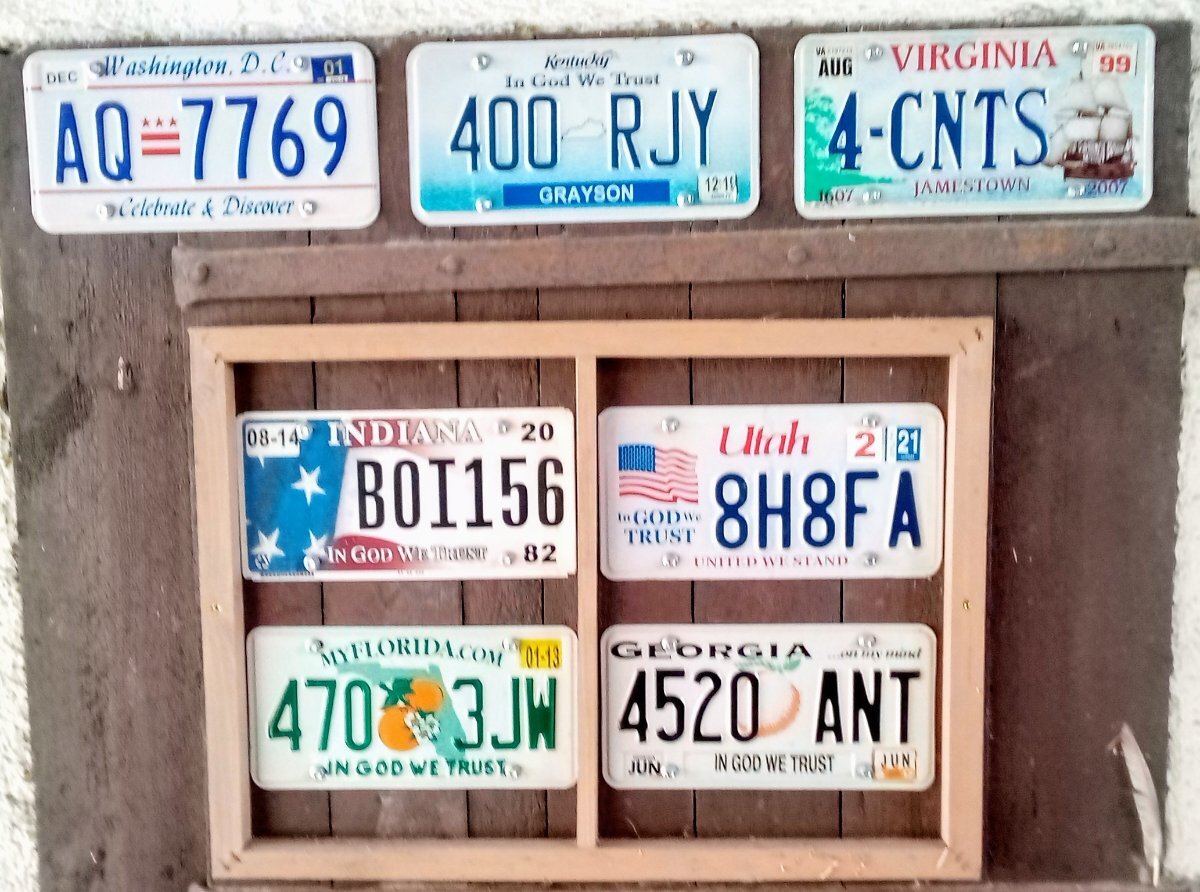 Washington, D.C.
DEC 01
AQ 7769
Celebrate & Discover
Kentucky
In God We Trust
400 RJY
GRAYSON
VIRGINIA
VA AUG
VA 99
4-CNTS
1607 JAMESTOWN 2007
08-14 INDIANA 20
BOI156
IN GOD WE TRUST 82
Utah 2 21
8H8FA
In GOD We
TRUST
UNITED WE STAND
MYFLORIDA.COM 01-13
470 3JW
IN GOD WE TRUST
GEORGIA ...on my mind
4520 ANT
JUN IN GOD WE TRUST JUN